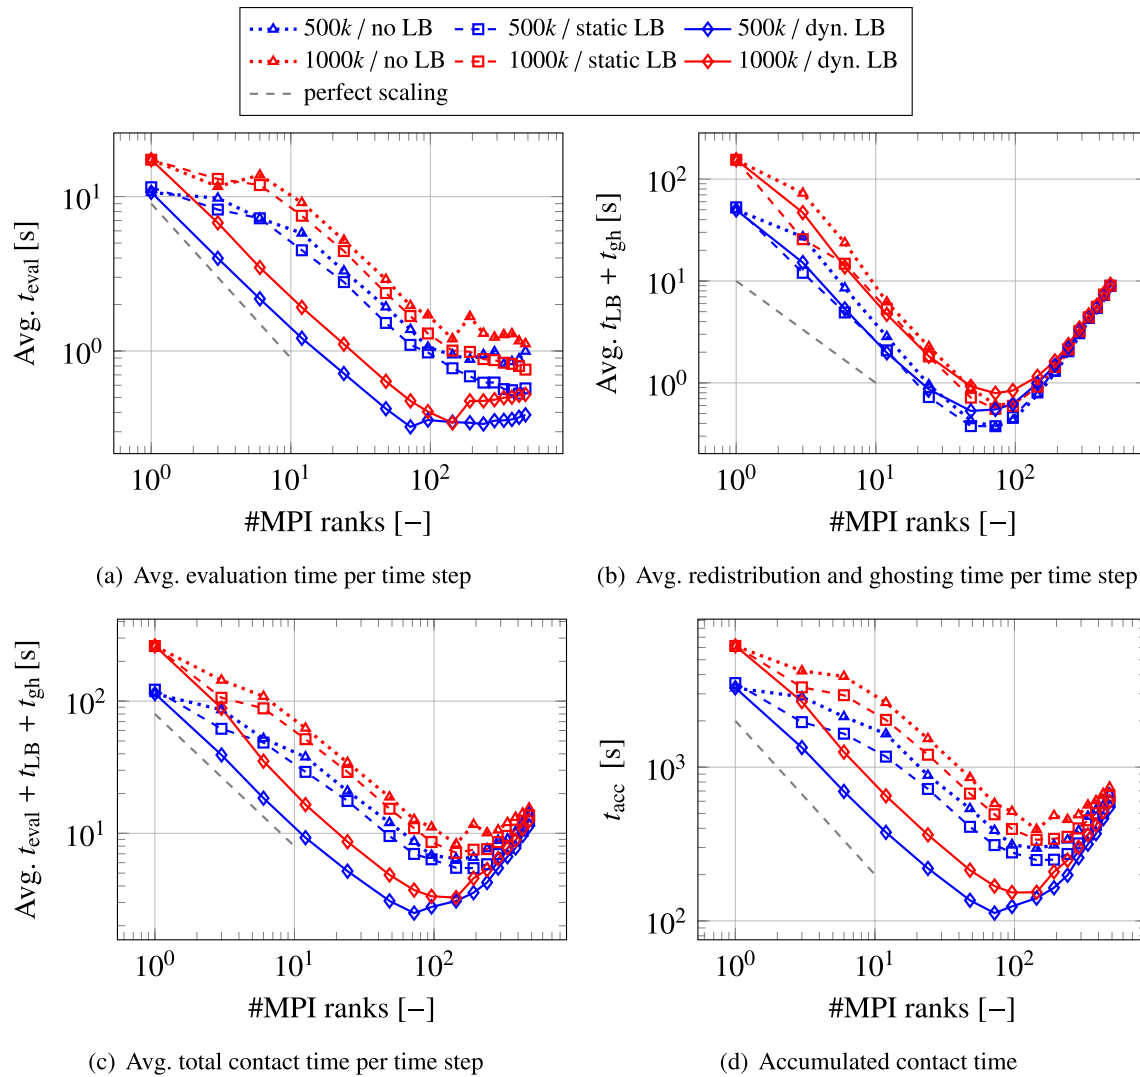 500k / no LB 500k / static LB 500k / dyn. LB
1000k / no LB 1000k / static LB 1000k / dyn. LB
perfect scaling
Avg. t_eval [s]
10^1
10^0
10^0 10^1 10^2
#MPI ranks [−]
(a) Avg. evaluation time per time step
Avg. t_LB + t_gh [s]
10^2
10^1
10^0
10^0 10^1 10^2
#MPI ranks [−]
(b) Avg. redistribution and ghosting time per time step
Avg. t_eval + t_LB + t_gh [s]
10^2
10^1
10^0 10^1 10^2
#MPI ranks [−]
(c) Avg. total contact time per time step
t_acc [s]
10^3
10^2
10^0 10^1 10^2
#MPI ranks [−]
(d) Accumulated contact time